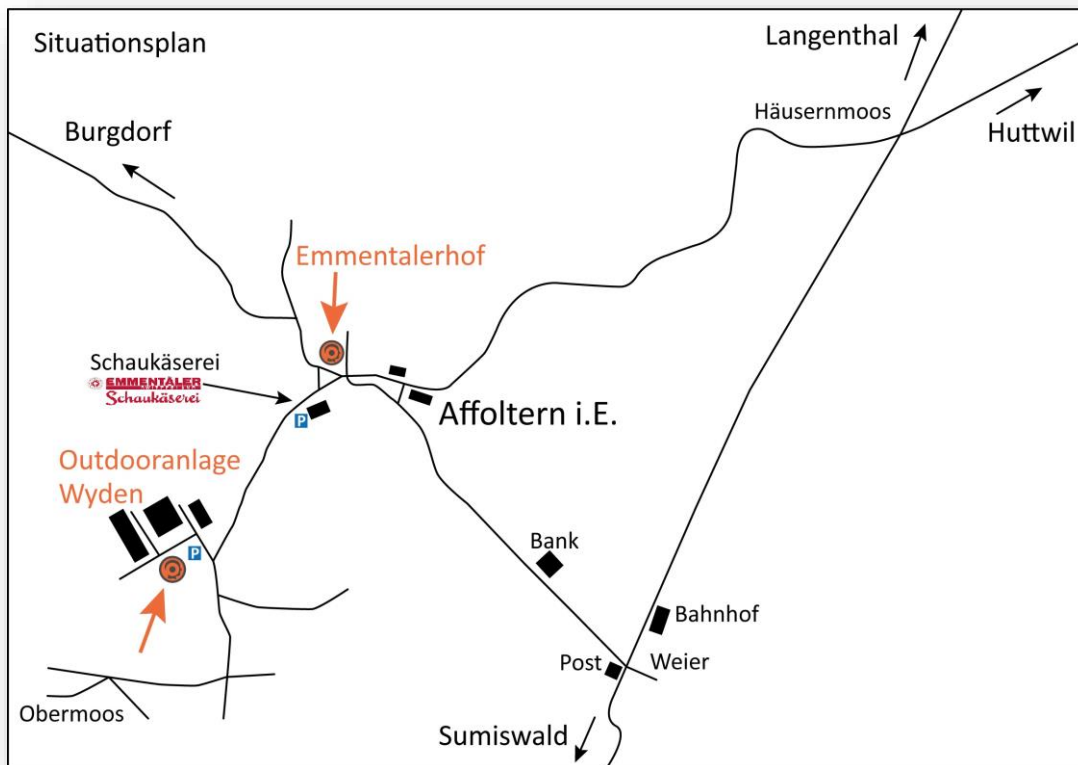 Situationsplan
Langenthal
Häusernmoos
Huttwil
Burgdorf
Emmentalerhof
Schaukäserei
EMMENTALER
Schaukäserei
Affoltern i.E.
P
Outdooranlage
Wyden
P
Bank
Bahnhof
Post
Weier
Obermoos
Sumiswald